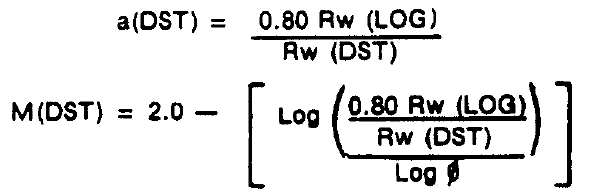 a(DST) = 0.80 Rw (LOG)
Rw (DST)
M(DST) = 2.0 — [ Log ( 0.80 Rw (LOG)
Rw (DST) ) ]
Log ø